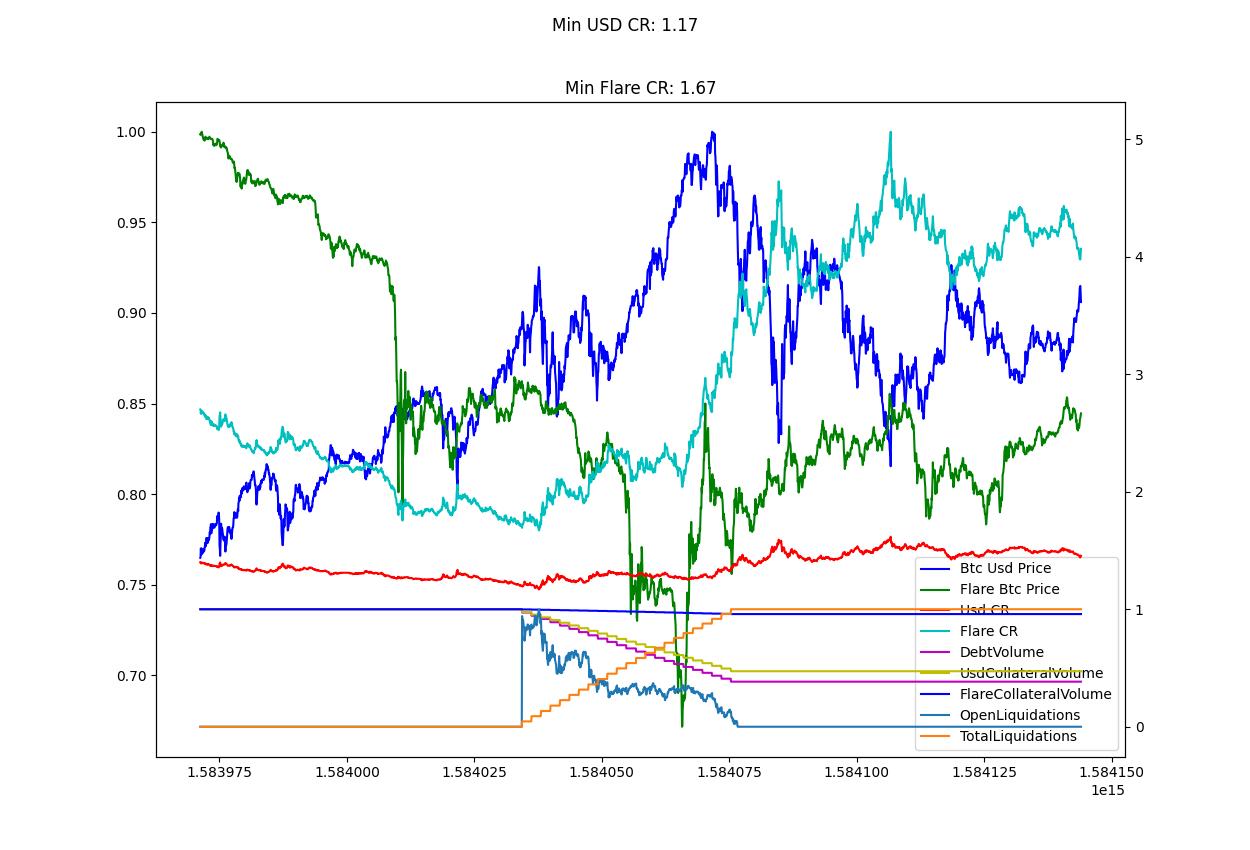 Min USD CR: 1.17
Min Flare CR: 1.67
1.00
0.95
0.90
0.85
0.80
0.75
0.70
5
4
3
2
1
0
Btc Usd Price
Flare Btc Price
Usd CR
Flare CR
DebtVolume
UsdCollateralVolume
FlareCollateralVolume
OpenLiquidations
TotalLiquidations
1.583975 1.584000 1.584025 1.584050 1.584075 1.584100 1.584125 1.584150
1e15